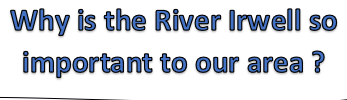 Why is the River Irwell so
important to our area ?